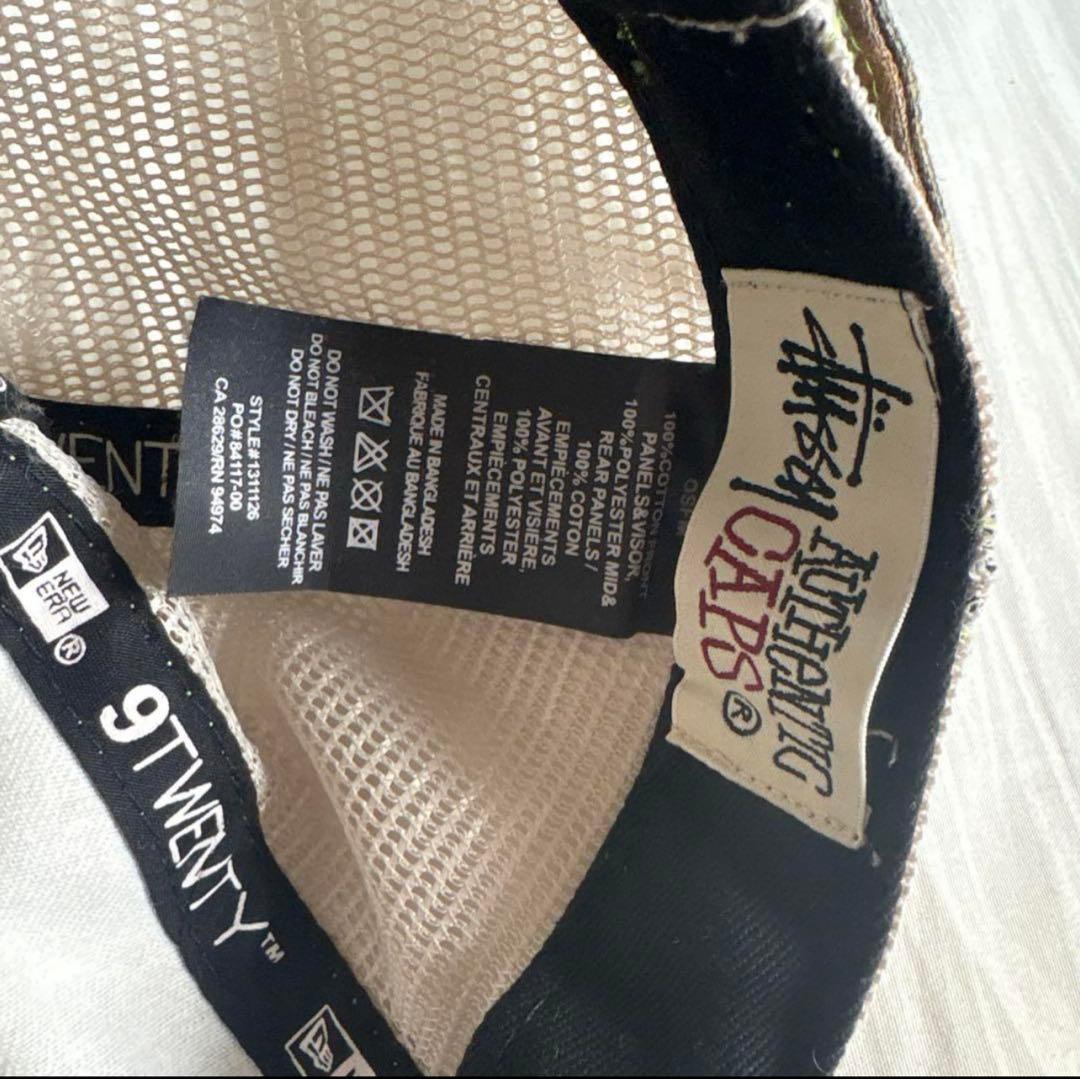 Stüssy AUTHENTIC
CAPS®
100%COTTON
PANELS&VISOR,
100%POLYESTER MID&
REAR PANELS /
100% COTON
EMPIÈCEMENTS
AVANT ET VISIÈRE,
100% POLYESTER
EMPIÈCEMENTS
CENTRAUX ET ARRIÈRE
MADE IN BANGLADESH
FABRIQUÉ AU BANGLADESH
DO NOT WASH / NE PAS LAVER
DO NOT BLEACH / NE PAS BLANCHIR
DO NOT DRY / NE PAS SECHER
STYLE#1311126
PO#84117-00
CA 28629/RN 94974
ENT
NEW
ERA®
9TWENTY™